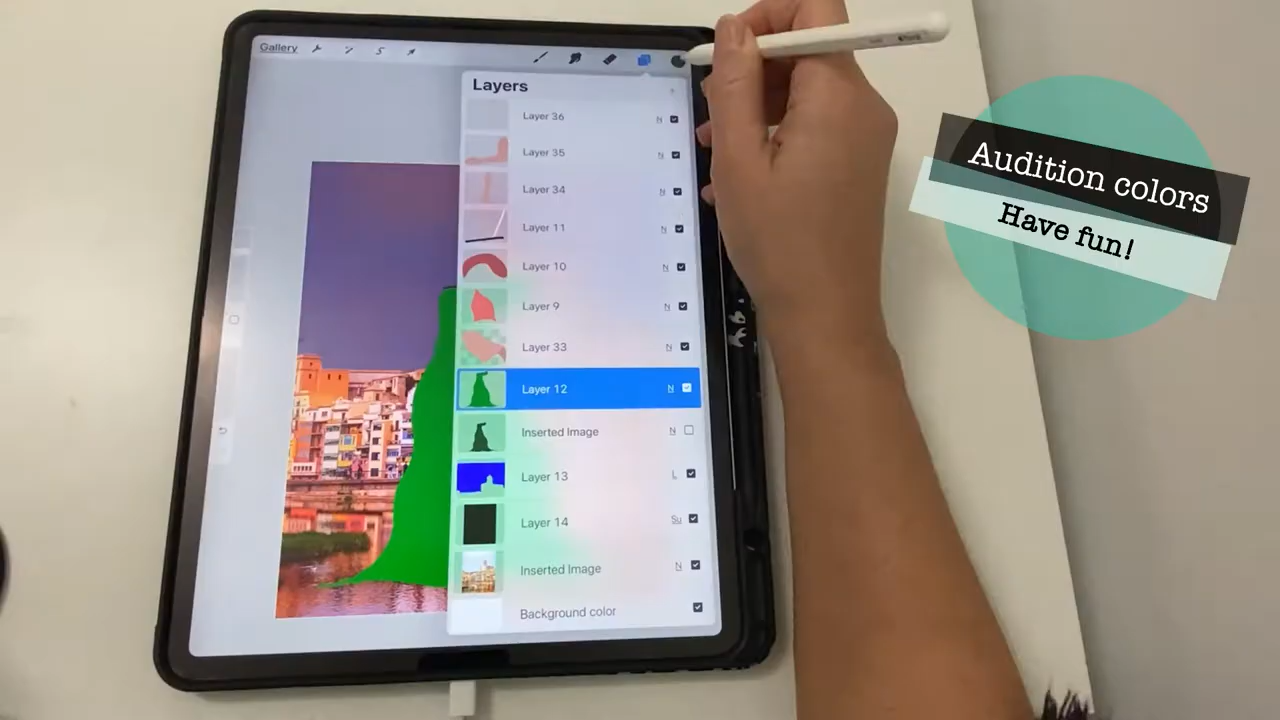 Gallery
Layers
Layer 36 N
Layer 35 N
Layer 34 N
Layer 11 N
Layer 10 N
Layer 9 N
Layer 33 N
Layer 12 N
Inserted Image N
Layer 13 L
Layer 14 Su
Inserted Image N
Background color
Audition colors
Have fun!